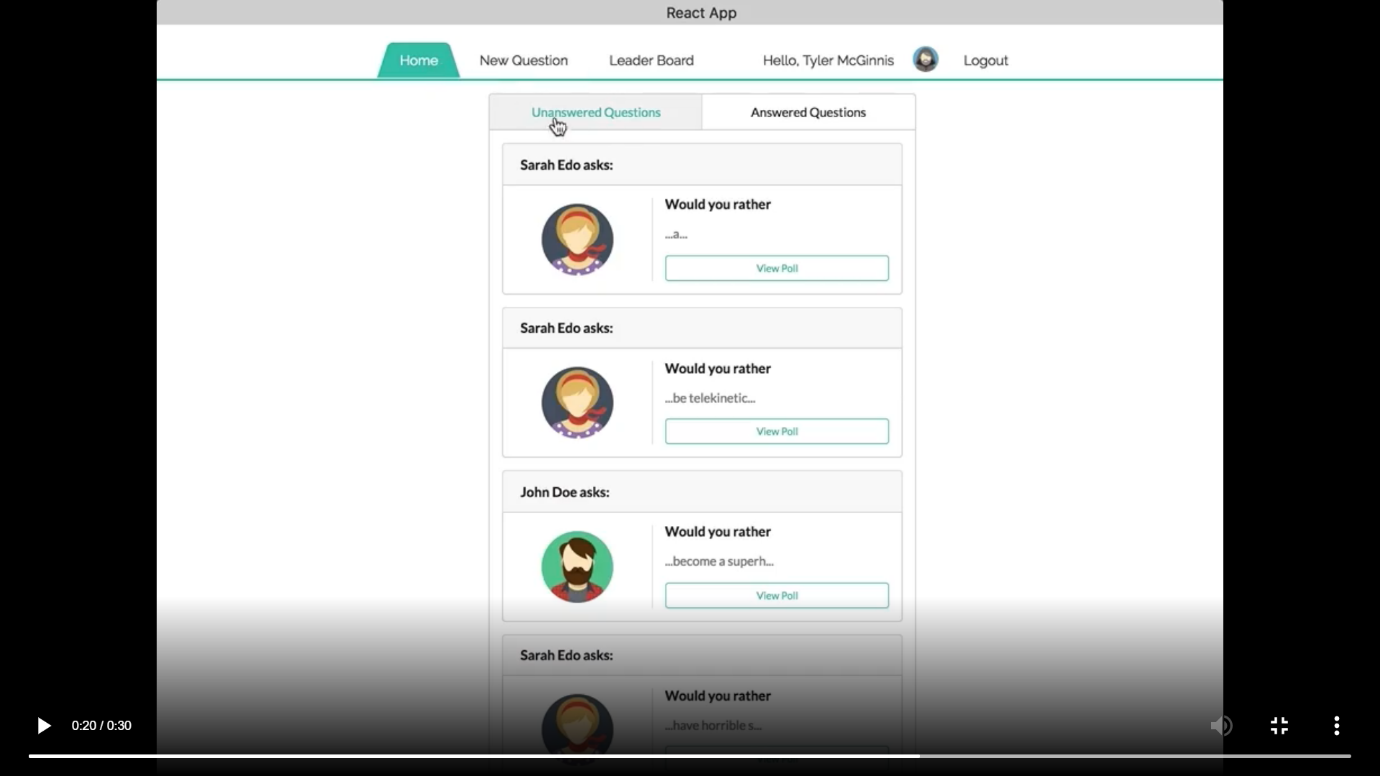 React App
Home New Question Leader Board Hello, Tyler McGinnis Logout
Unanswered Questions Answered Questions
Sarah Edo asks:
Would you rather
...a...
View Poll
Sarah Edo asks:
Would you rather
...be telekinetic...
View Poll
John Doe asks:
Would you rather
...become a superh...
View Poll
Sarah Edo asks:
Would you rather
...have horrible s...
0:20 / 0:30